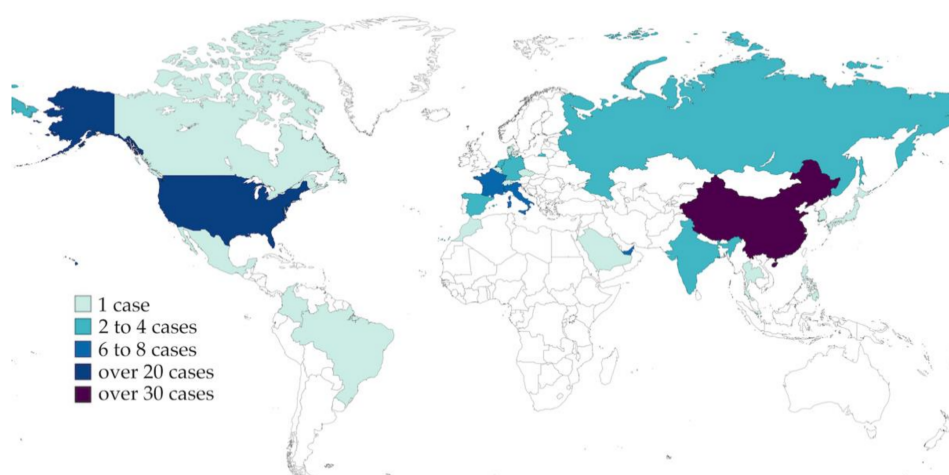 1 case
2 to 4 cases
6 to 8 cases
over 20 cases
over 30 cases